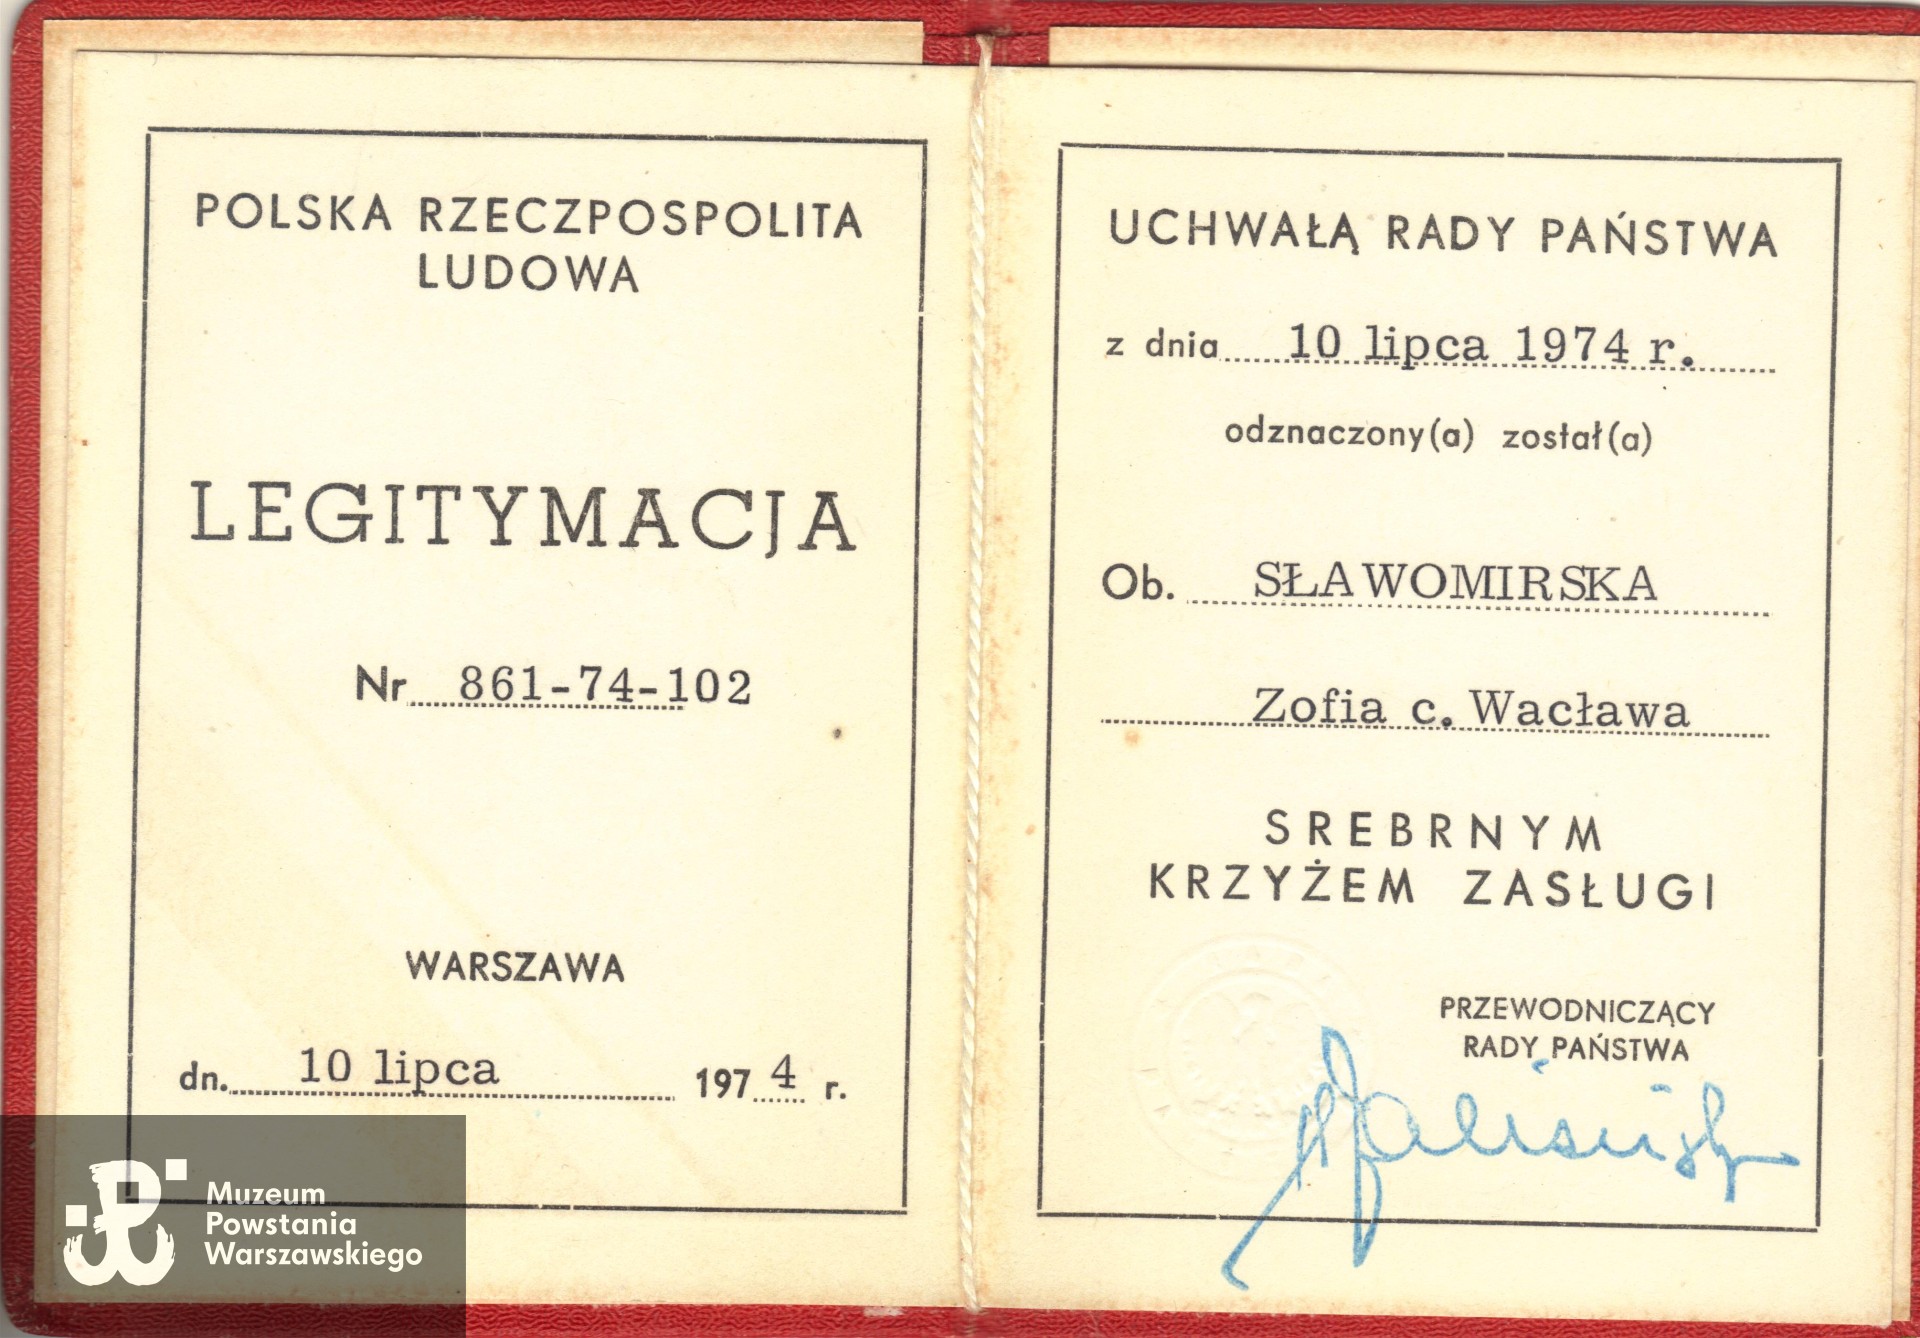 POLSKA RZECZPOSPOLITA
LUDOWA
LEGITYMACJA
Nr 861-74-102
WARSZAWA
dn. 10 lipca 1974 r.
UCHWAŁĄ RADY PAŃSTWA
z dnia 10 lipca 1974 r.
odznaczony(a) został(a)
Ob. SŁAWOMIRSKA
Zofia c. Wacława
SREBRNYM
KRZYŻEM ZASŁUGI
PRZEWODNICZĄCY
RADY PAŃSTWA
Muzeum
Powstania
Warszawskiego